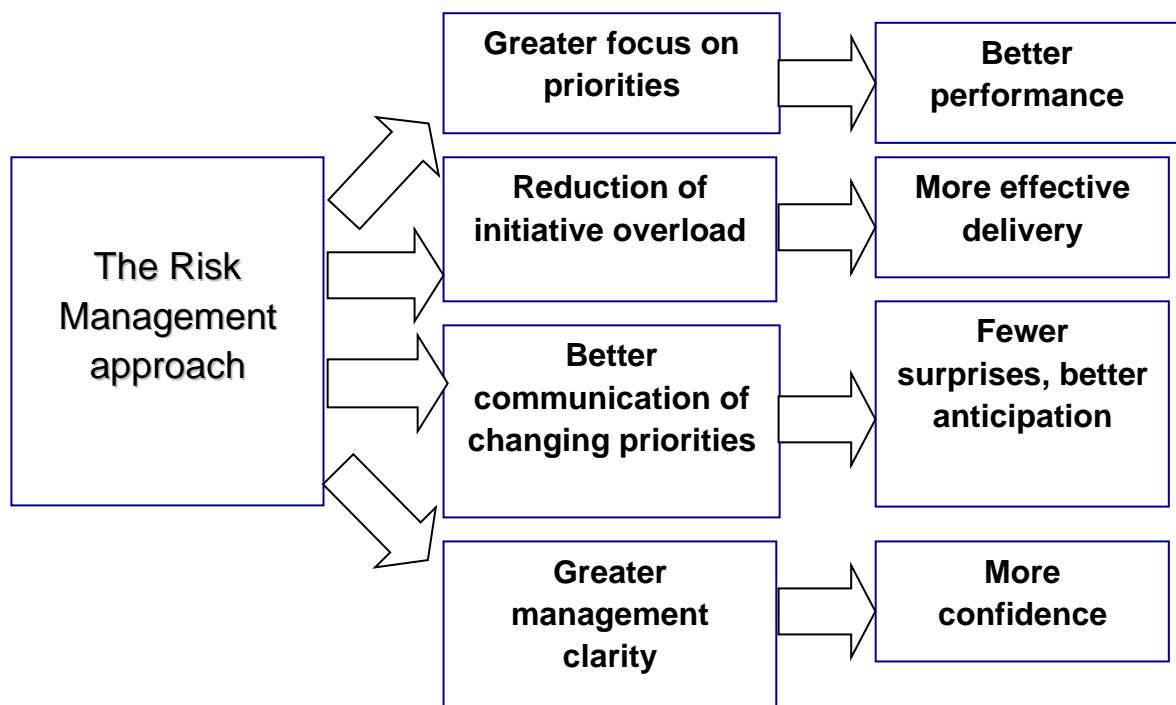 The Risk
Management
approach
Greater focus on
priorities
Better
performance
Reduction of
initiative overload
More effective
delivery
Better
communication of
changing priorities
Fewer
surprises, better
anticipation
Greater
management
clarity
More
confidence